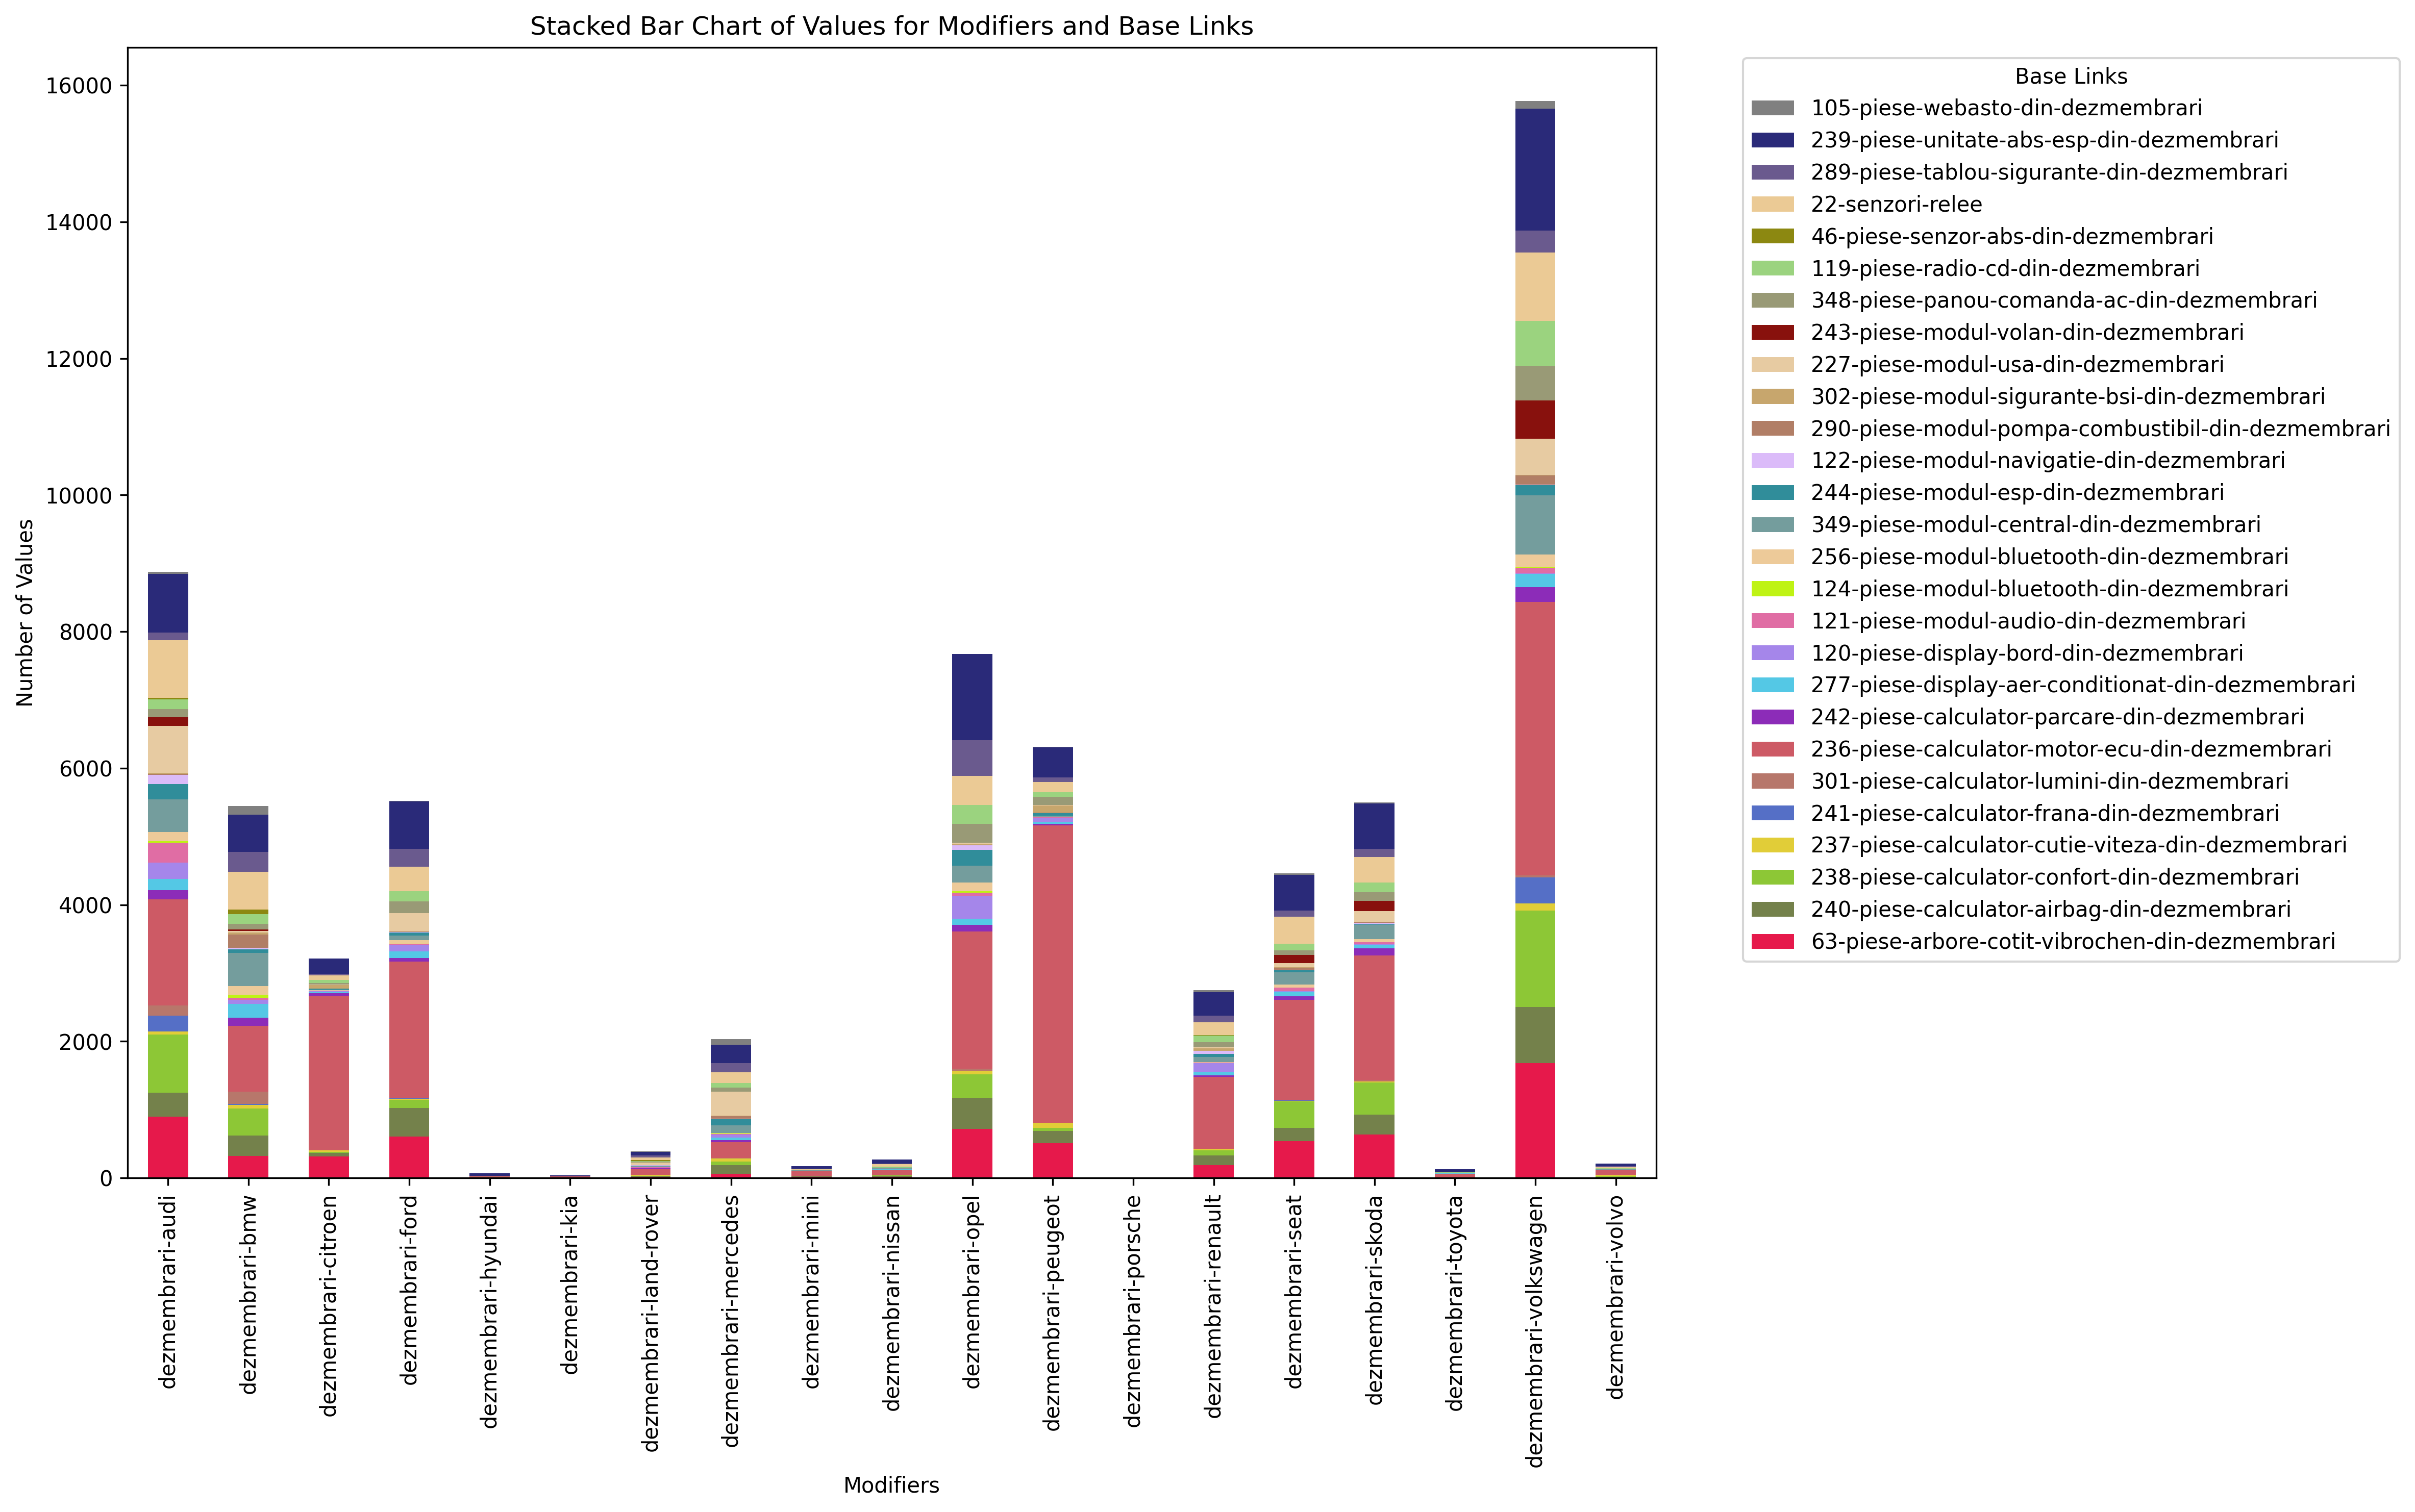 Stacked Bar Chart of Values for Modifiers and Base Links
Number of Values
16000
14000
12000
10000
8000
6000
4000
2000
0
dezmembrari-audi
dezmembrari-bmw
dezmembrari-citroen
dezmembrari-ford
dezmembrari-hyundai
dezmembrari-kia
dezmembrari-land-rover
dezmembrari-mercedes
dezmembrari-mini
dezmembrari-nissan
dezmembrari-opel
dezmembrari-peugeot
dezmembrari-porsche
dezmembrari-renault
dezmembrari-seat
dezmembrari-skoda
dezmembrari-toyota
dezmembrari-volkswagen
dezmembrari-volvo
Modifiers
Base Links
105-piese-webasto-din-dezmembrari
239-piese-unitate-abs-esp-din-dezmembrari
289-piese-tablou-sigurante-din-dezmembrari
22-senzori-relee
46-piese-senzor-abs-din-dezmembrari
119-piese-radio-cd-din-dezmembrari
348-piese-panou-comanda-ac-din-dezmembrari
243-piese-modul-volan-din-dezmembrari
227-piese-modul-usa-din-dezmembrari
302-piese-modul-sigurante-bsi-din-dezmembrari
290-piese-modul-pompa-combustibil-din-dezmembrari
122-piese-modul-navigatie-din-dezmembrari
244-piese-modul-esp-din-dezmembrari
349-piese-modul-central-din-dezmembrari
256-piese-modul-bluetooth-din-dezmembrari
124-piese-modul-bluetooth-din-dezmembrari
121-piese-modul-audio-din-dezmembrari
120-piese-display-bord-din-dezmembrari
277-piese-display-aer-conditionat-din-dezmembrari
242-piese-calculator-parcare-din-dezmembrari
236-piese-calculator-motor-ecu-din-dezmembrari
301-piese-calculator-lumini-din-dezmembrari
241-piese-calculator-frana-din-dezmembrari
237-piese-calculator-cutie-viteza-din-dezmembrari
238-piese-calculator-confort-din-dezmembrari
240-piese-calculator-airbag-din-dezmembrari
63-piese-arbore-cotit-vibrochen-din-dezmembrari